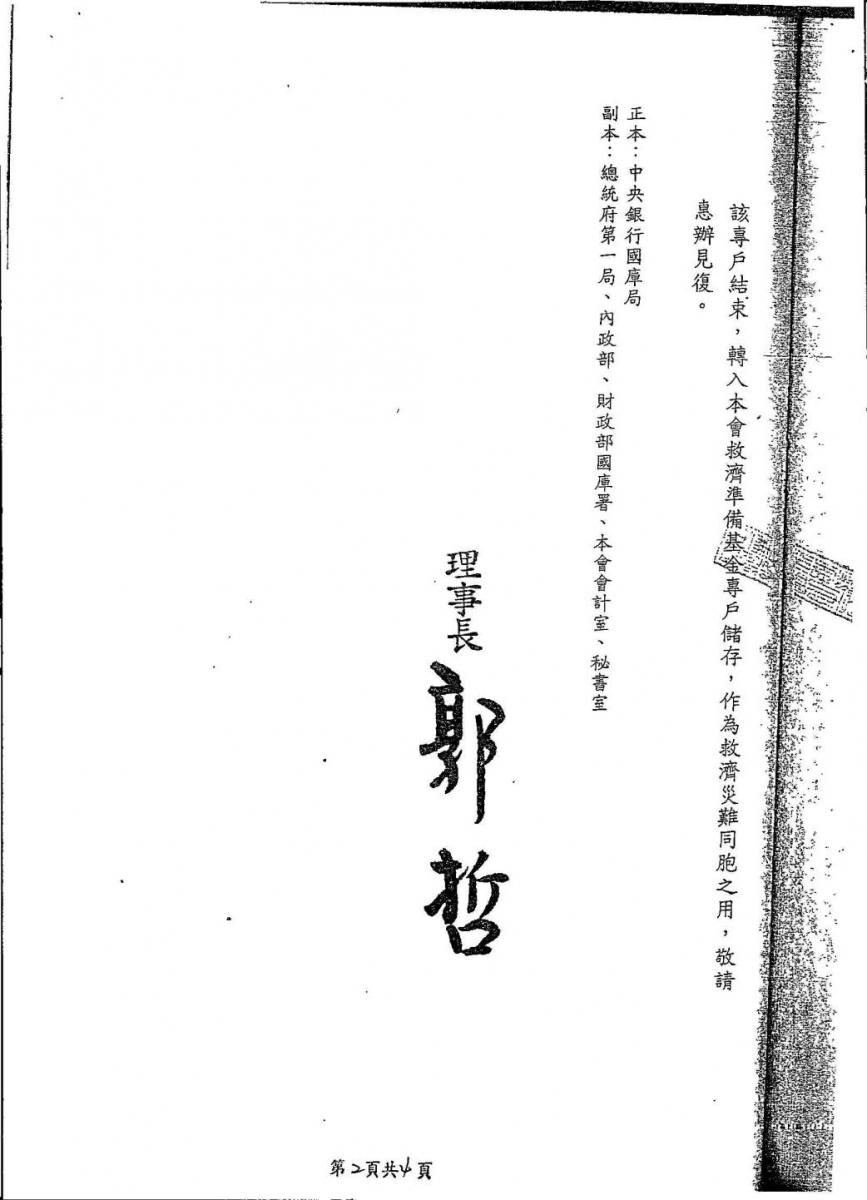 該專戶結束，轉入本會救濟準備基金專戶儲存，作為救濟災難同胞之用，敬請
惠辦見復。
正本：中央銀行國庫局
副本：總統府第一局、內政部、財政部國庫署、本會會計室、秘書室
理事長 郭哲
第2頁共4頁